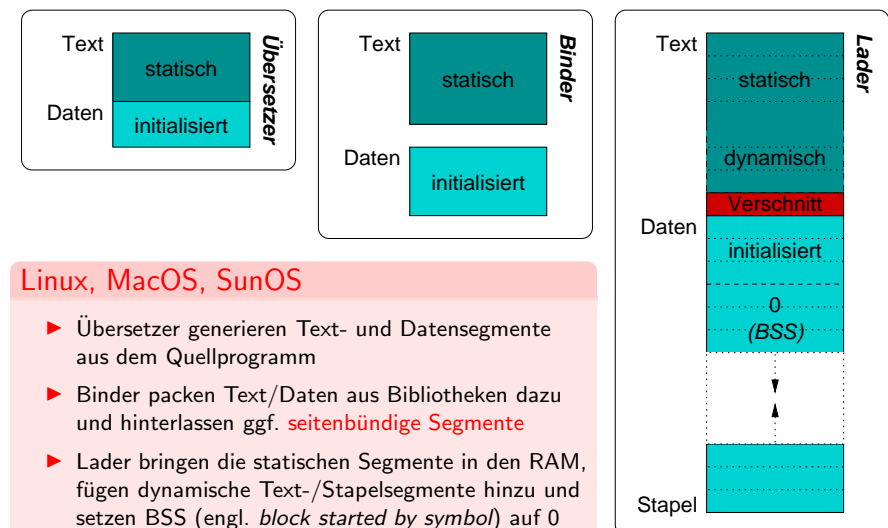 Text
statisch
Daten
initialisiert
Übersetzer
Text
statisch
Daten
initialisiert
Binder
Text
statisch
dynamisch
Verschnitt
Daten
initialisiert
0
(BSS)
Stapel
Lader
Linux, MacOS, SunOS
► Übersetzer generieren Text- und Datensegmente
aus dem Quellprogramm
► Binder packen Text/Daten aus Bibliotheken dazu
und hinterlassen ggf. seitenbündige Segmente
► Lader bringen die statischen Segmente in den RAM,
fügen dynamische Text-/Stapelsegmente hinzu und
setzen BSS (engl. block started by symbol) auf 0